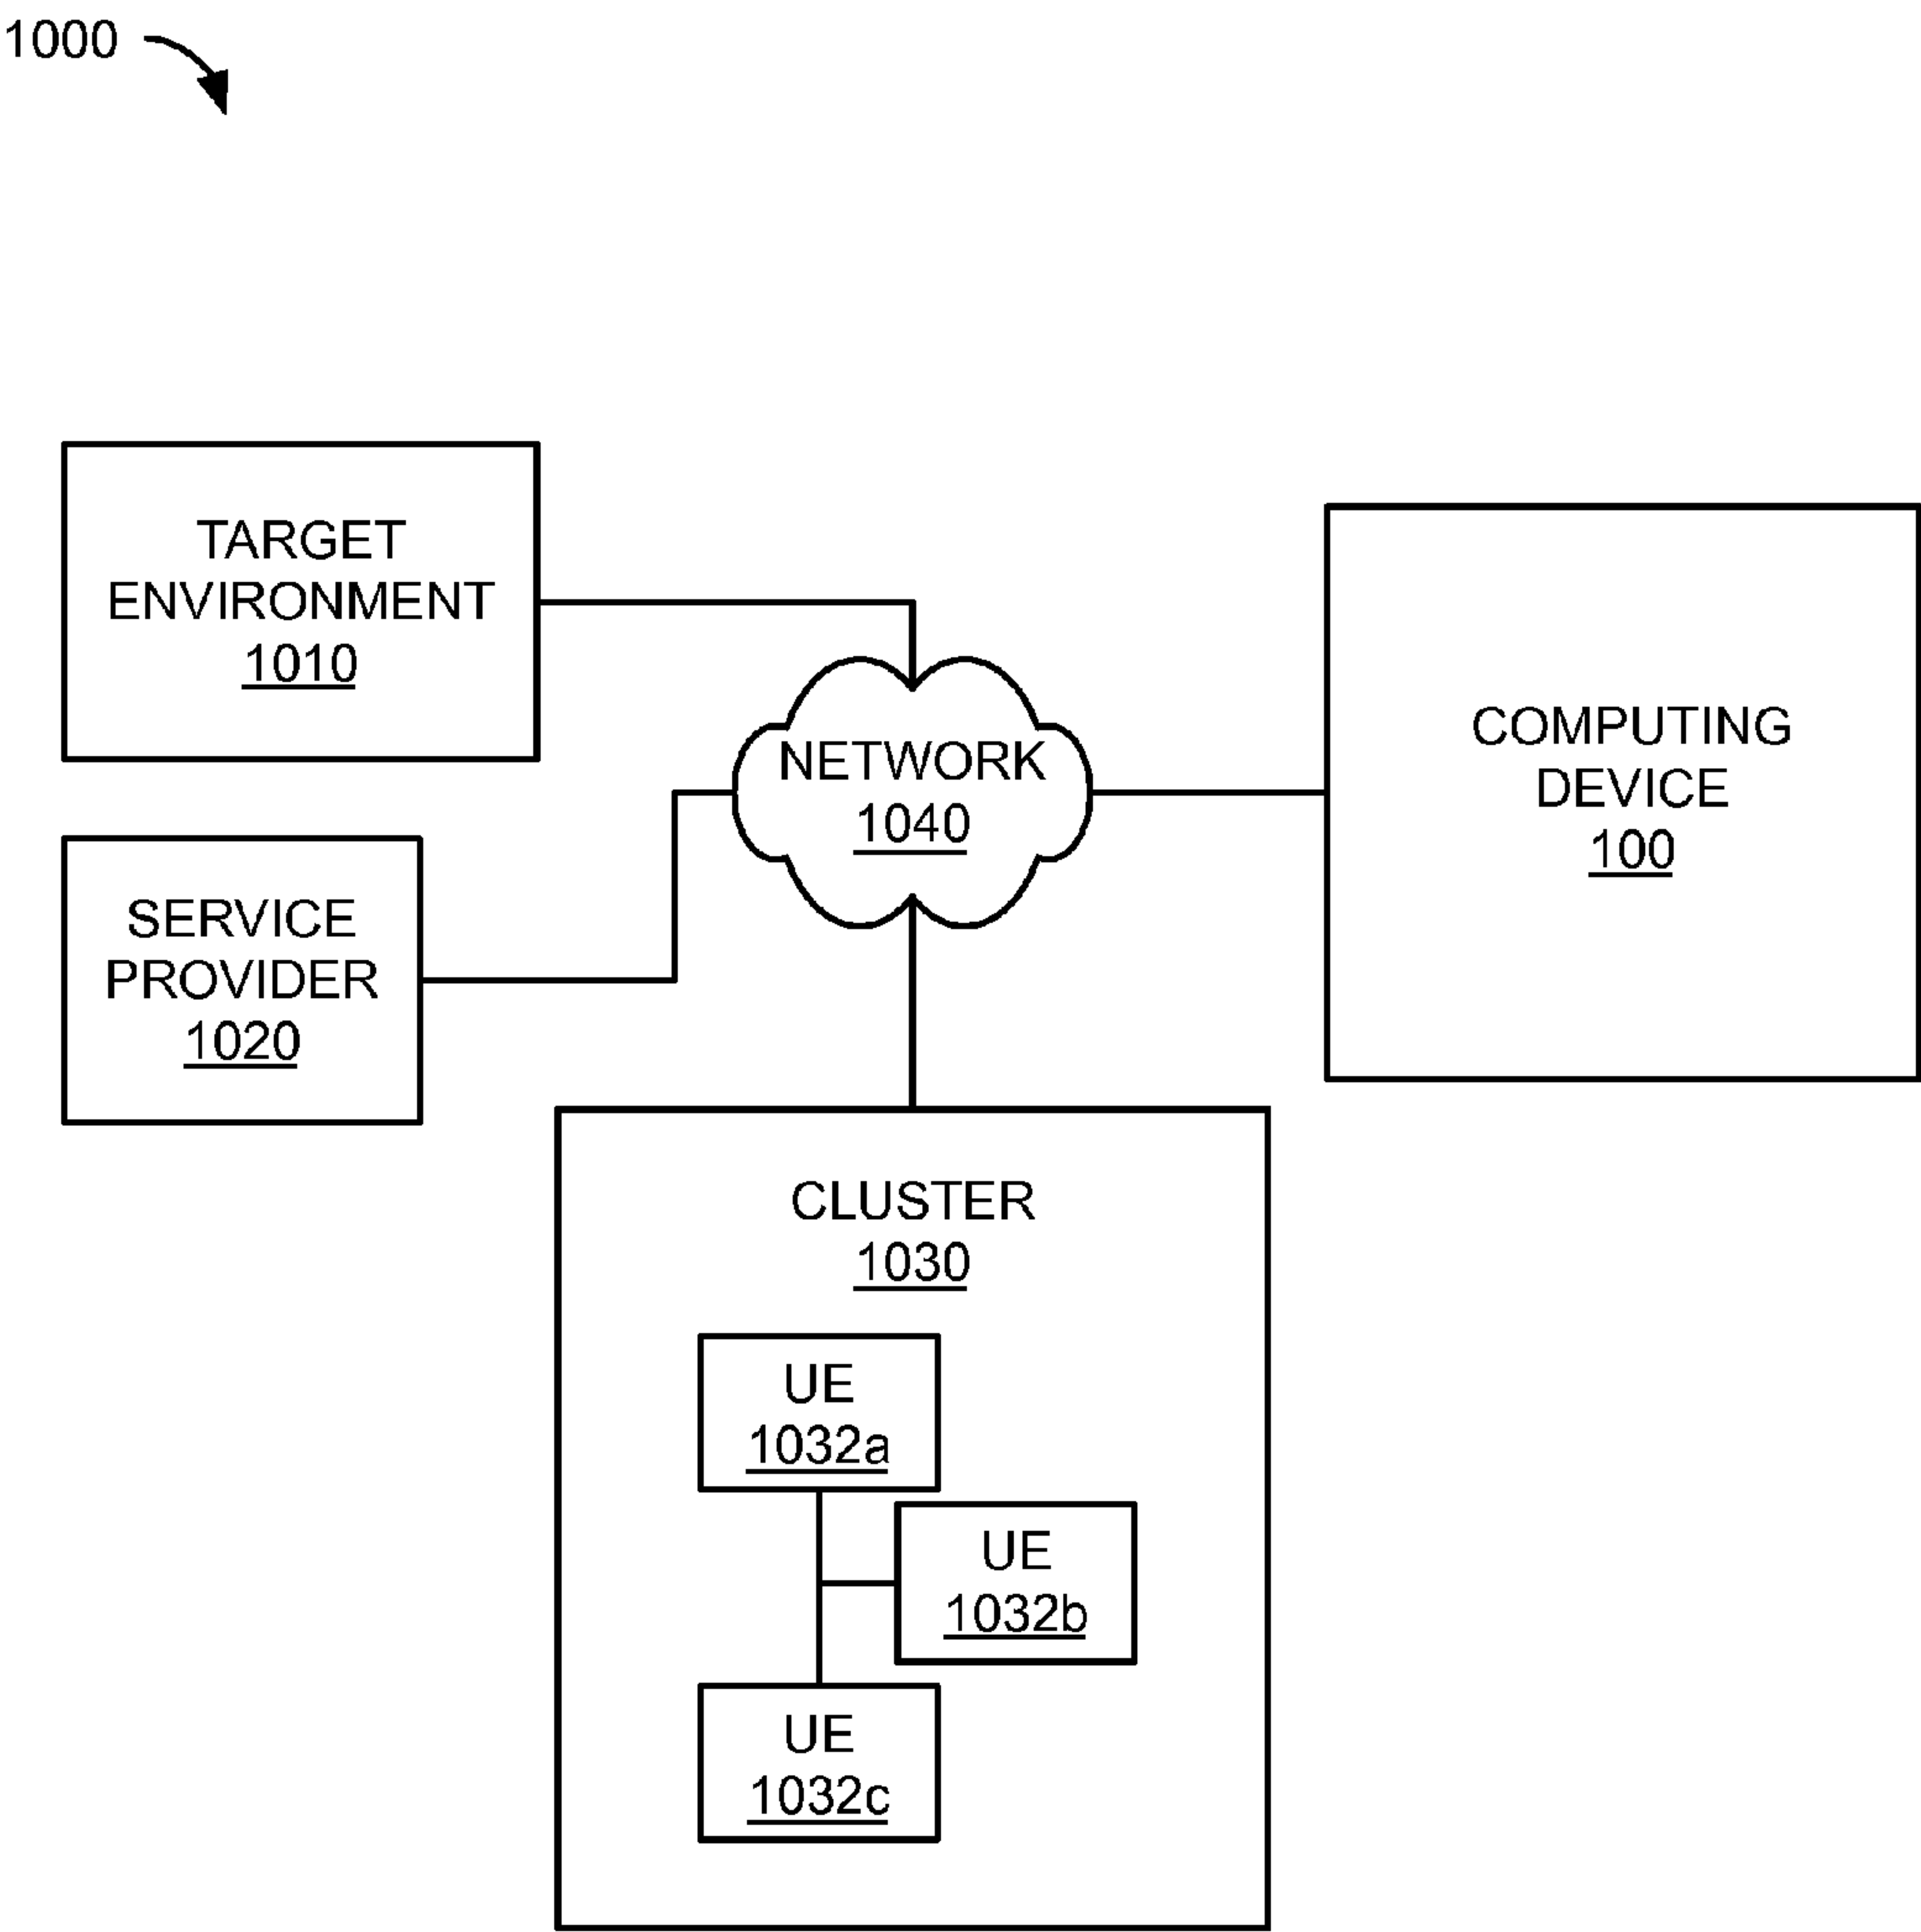 1000
TARGET
ENVIRONMENT
1010
NETWORK
1040
COMPUTING
DEVICE
100
SERVICE
PROVIDER
1020
CLUSTER
1030
UE
1032a
UE
1032b
UE
1032c